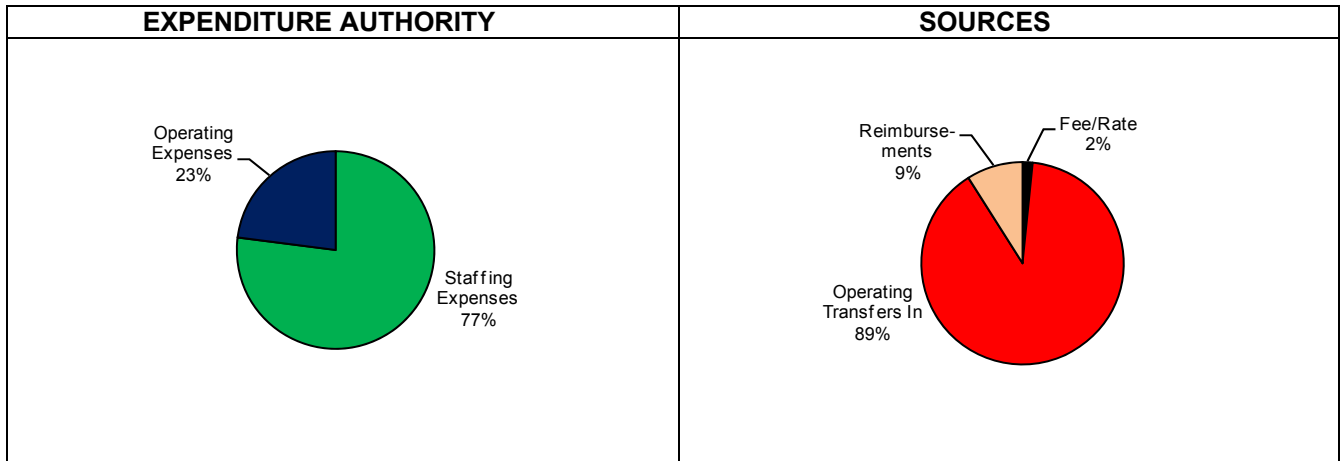 EXPENDITURE AUTHORITY
SOURCES
Operating
Expenses
23%
Staffing
Expenses
77%
Reimburse-
ments
9%
Fee/Rate
2%
Operating
Transfers In
89%